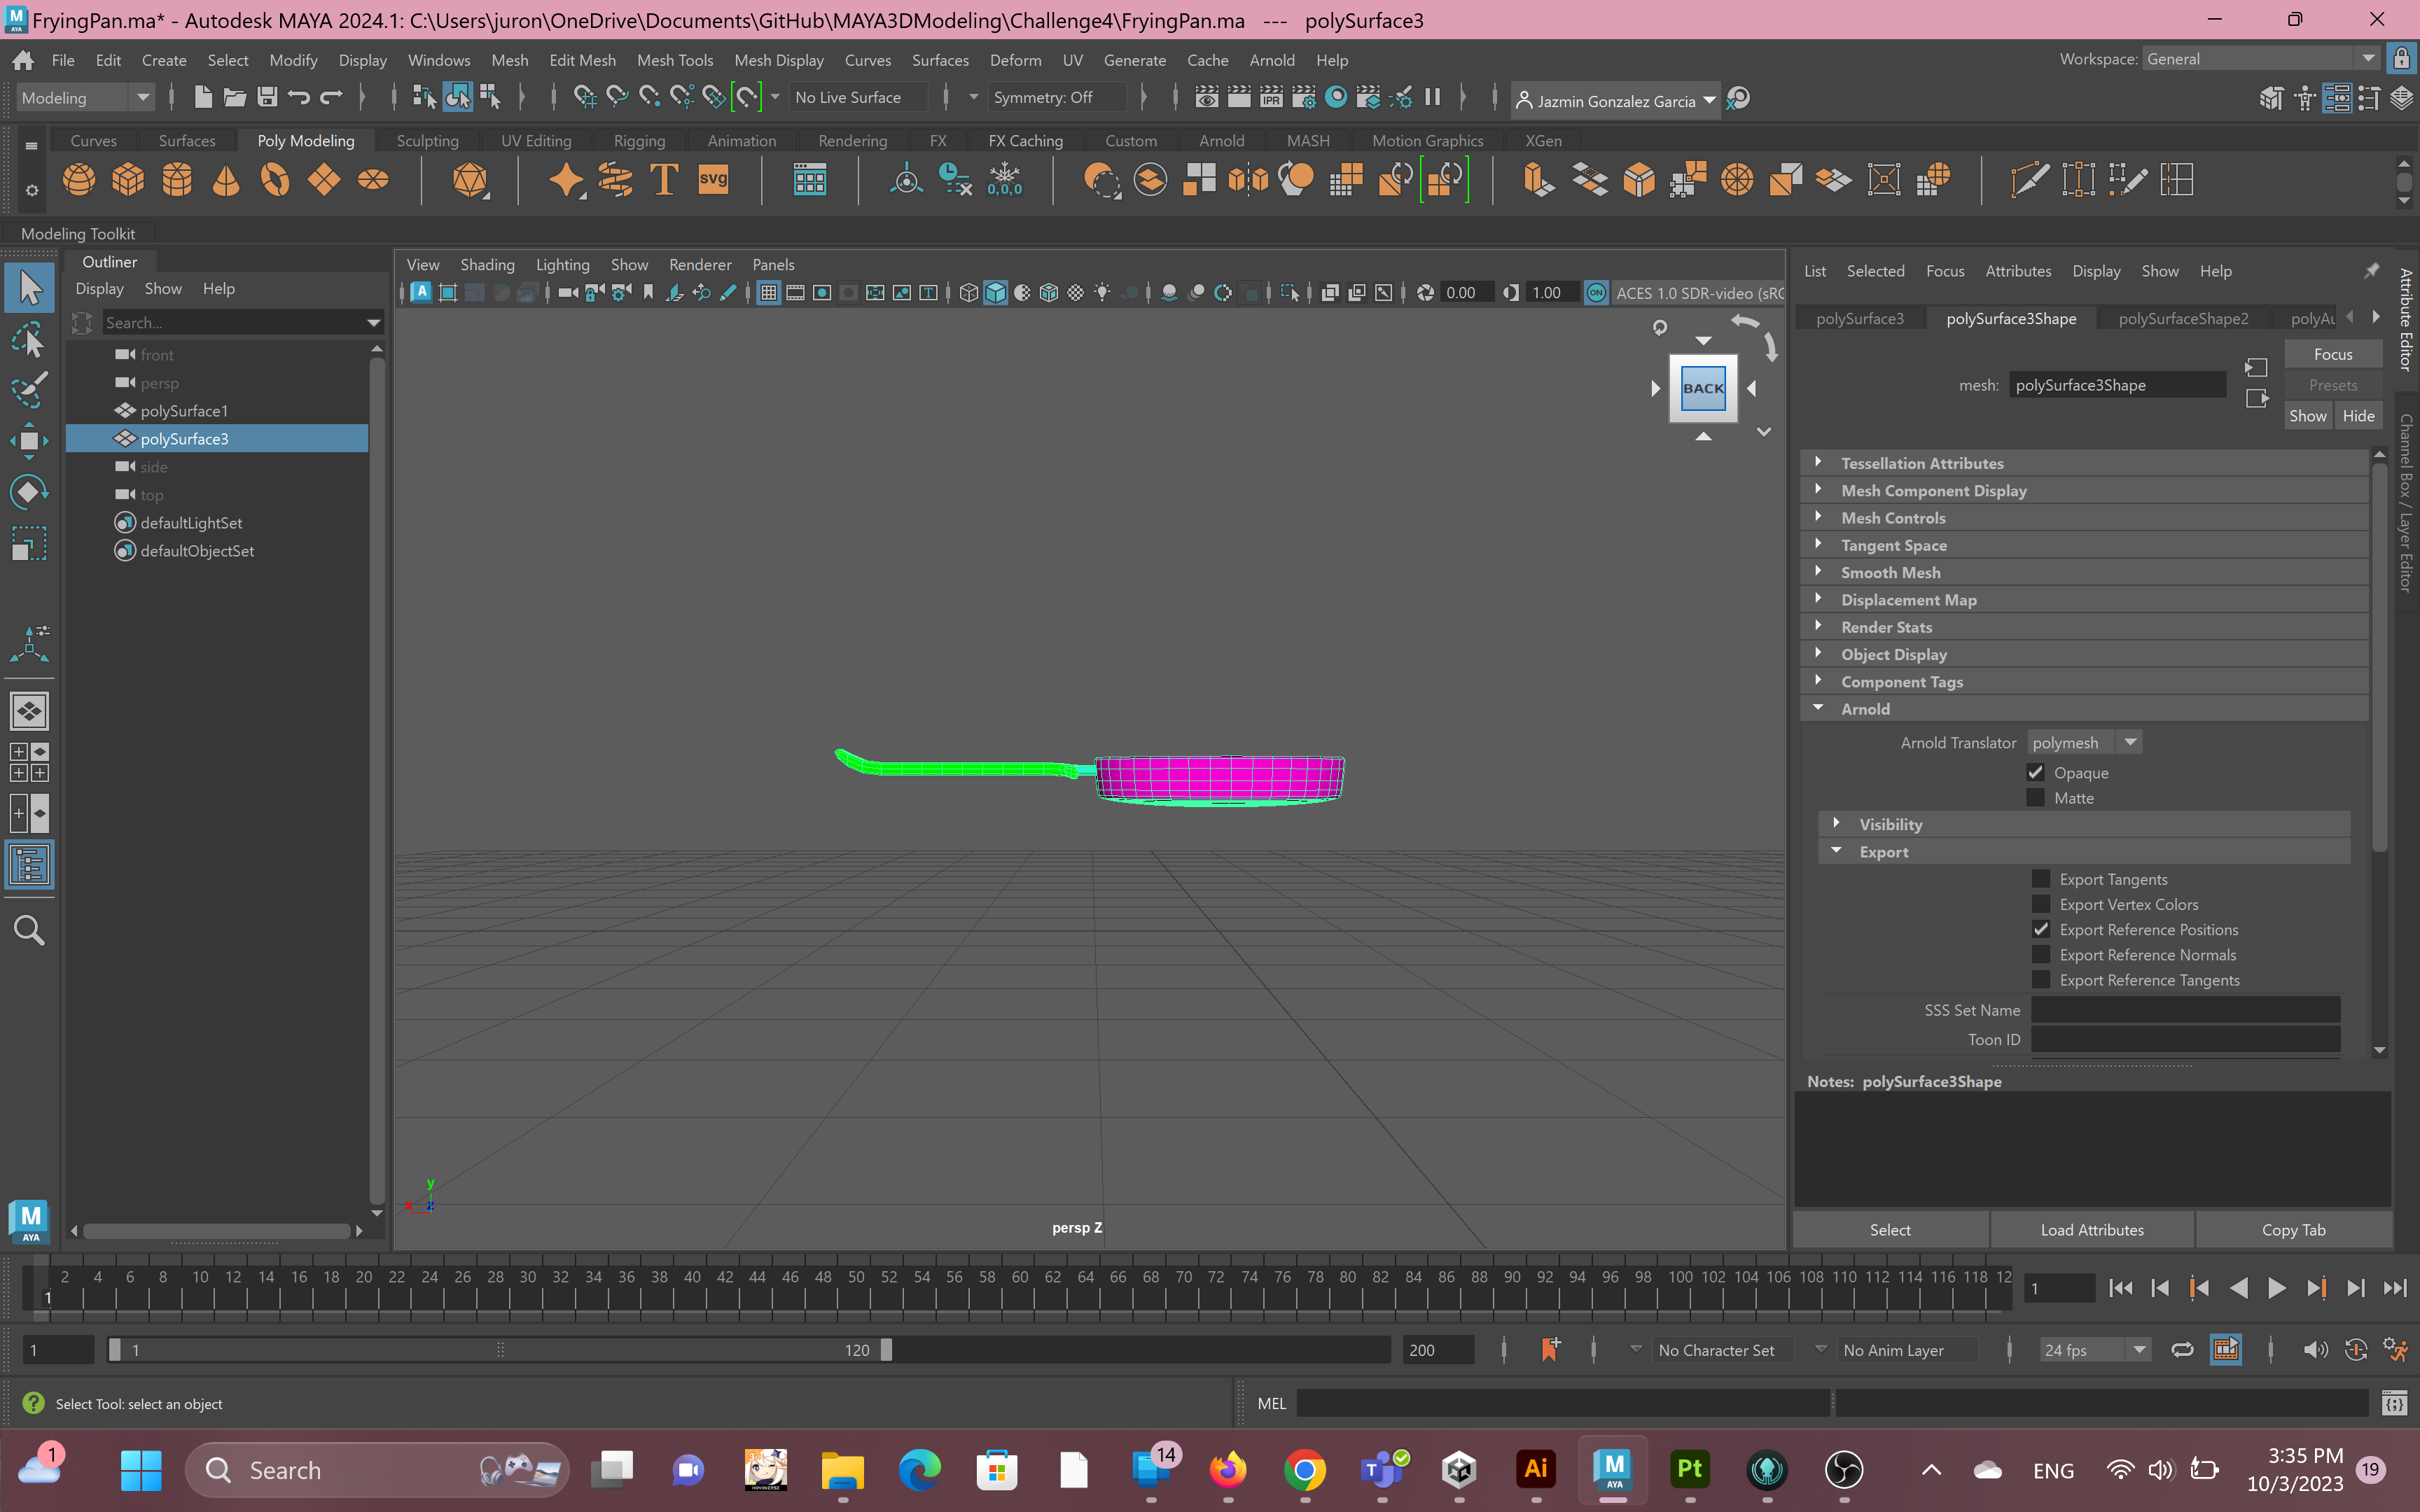 FryingPan.ma* - Autodesk MAYA 2024.1: C:\Users\juron\OneDrive\Documents\GitHub\MAYA3DModeling\Challenge4\FryingPan.ma --- polySurface3
File Edit Create Select Modify Display Windows Mesh Edit Mesh Mesh Tools Mesh Display Curves Surfaces Deform UV Generate Cache Arnold Help
Workspace: General
Modeling
No Live Surface
Symmetry: Off
IPR
Jazmin Gonzalez Garcia
Curves Surfaces Poly Modeling Sculpting UV Editing Rigging Animation Rendering FX FX Caching Custom Arnold MASH Motion Graphics XGen
T
svg
0,0,0
Modeling Toolkit
Outliner
Display Show Help
Search...
front
persp
polySurface1
polySurface3
side
top
defaultLightSet
defaultObjectSet
View Shading Lighting Show Renderer Panels
0.00
1.00
ON
ACES 1.0 SDR-video (sRG
BACK
y
x
z
persp Z
List Selected Focus Attributes Display Show Help
polySurface3 polySurface3Shape polySurfaceShape2 polyAu
mesh: polySurface3Shape
Focus
Presets
Show Hide
Tessellation Attributes
Mesh Component Display
Mesh Controls
Tangent Space
Smooth Mesh
Displacement Map
Render Stats
Object Display
Component Tags
Arnold
Arnold Translator polymesh
Opaque
Matte
Visibility
Export
Export Tangents
Export Vertex Colors
Export Reference Positions
Export Reference Normals
Export Reference Tangents
SSS Set Name
Toon ID
Notes: polySurface3Shape
Select Load Attributes Copy Tab
Attribute Editor
Channel Box / Layer Editor
M
AYA
2 4 6 8 10 12 14 16 18 20 22 24 26 28 30 32 34 36 38 40 42 44 46 48 50 52 54 56 58 60 62 64 66 68 70 72 74 76 78 80 82 84 86 88 90 92 94 96 98 100 102 104 106 108 110 112 114 116 118 12
1
1
1
1
120
200
No Character Set
No Anim Layer
24 fps
Select Tool: select an object
MEL
1
Search
14
Ai
M
AYA
Pt
ENG
3:35 PM
10/3/2023
19